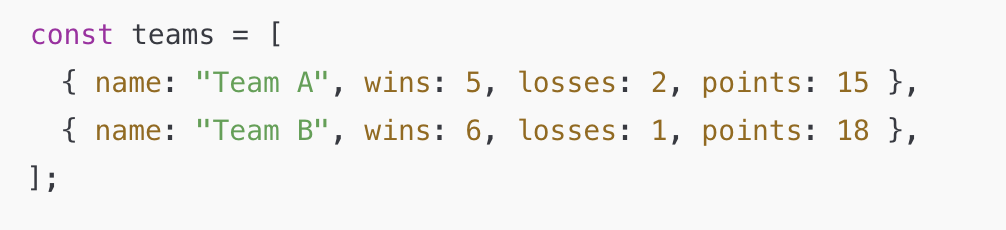 const teams = [
  { name: "Team A", wins: 5, losses: 2, points: 15 },
  { name: "Team B", wins: 6, losses: 1, points: 18 },
];